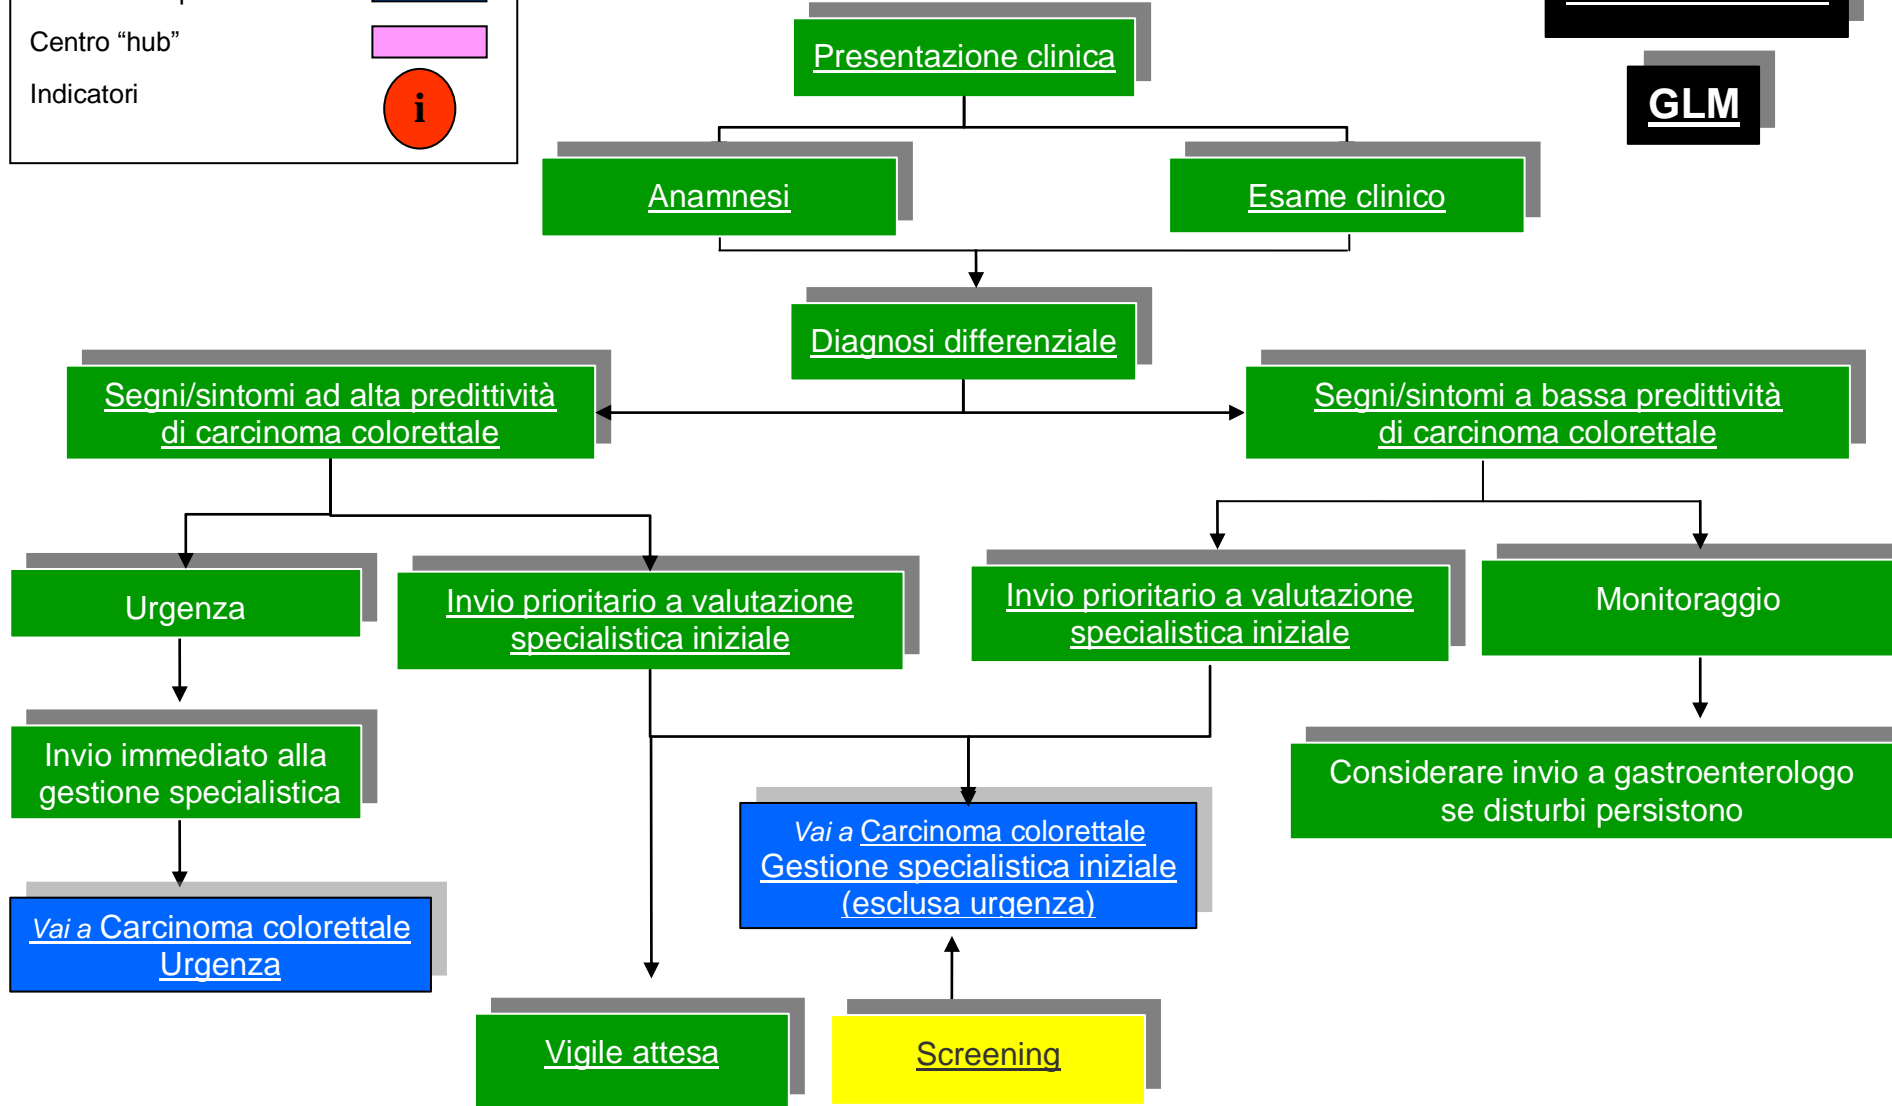 Centro “hub”
Indicatori
i
Presentazione clinica
GLM
Anamnesi
Esame clinico
Diagnosi differenziale
Segni/sintomi ad alta predittività
di carcinoma colorettale
Segni/sintomi a bassa predittività
di carcinoma colorettale
Urgenza
Invio prioritario a valutazione
specialistica iniziale
Invio prioritario a valutazione
specialistica iniziale
Monitoraggio
Invio immediato alla
gestione specialistica
Considerare invio a gastroenterologo
se disturbi persistono
Vai a Carcinoma colorettale
Gestione specialistica iniziale
(esclusa urgenza)
Vai a Carcinoma colorettale
Urgenza
Vigile attesa
Screening